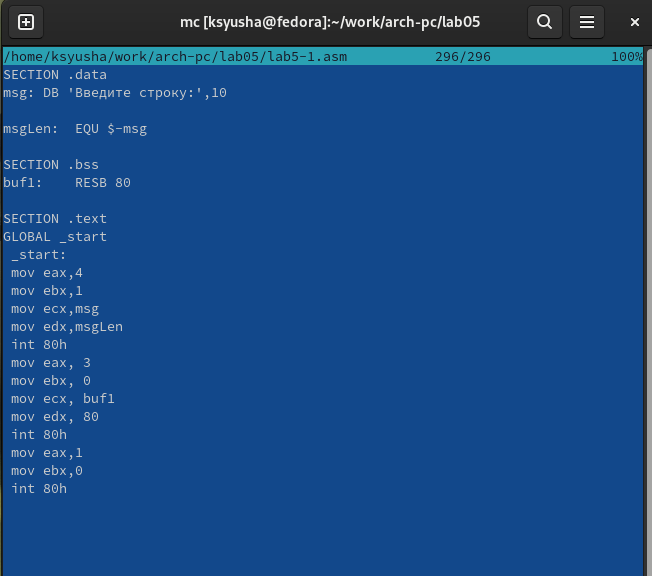 mc [ksyusha@fedora]:~/work/arch-pc/lab05
/home/ksyusha/work/arch-pc/lab05/lab5-1.asm 296/296 100%
SECTION .data
msg: DB 'Введите строку:',10
msgLen: EQU $-msg
SECTION .bss
buf1: RESB 80
SECTION .text
GLOBAL _start
_start:
mov eax,4
mov ebx,1
mov ecx,msg
mov edx,msgLen
int 80h
mov eax, 3
mov ebx, 0
mov ecx, buf1
mov edx, 80
int 80h
mov eax,1
mov ebx,0
int 80h